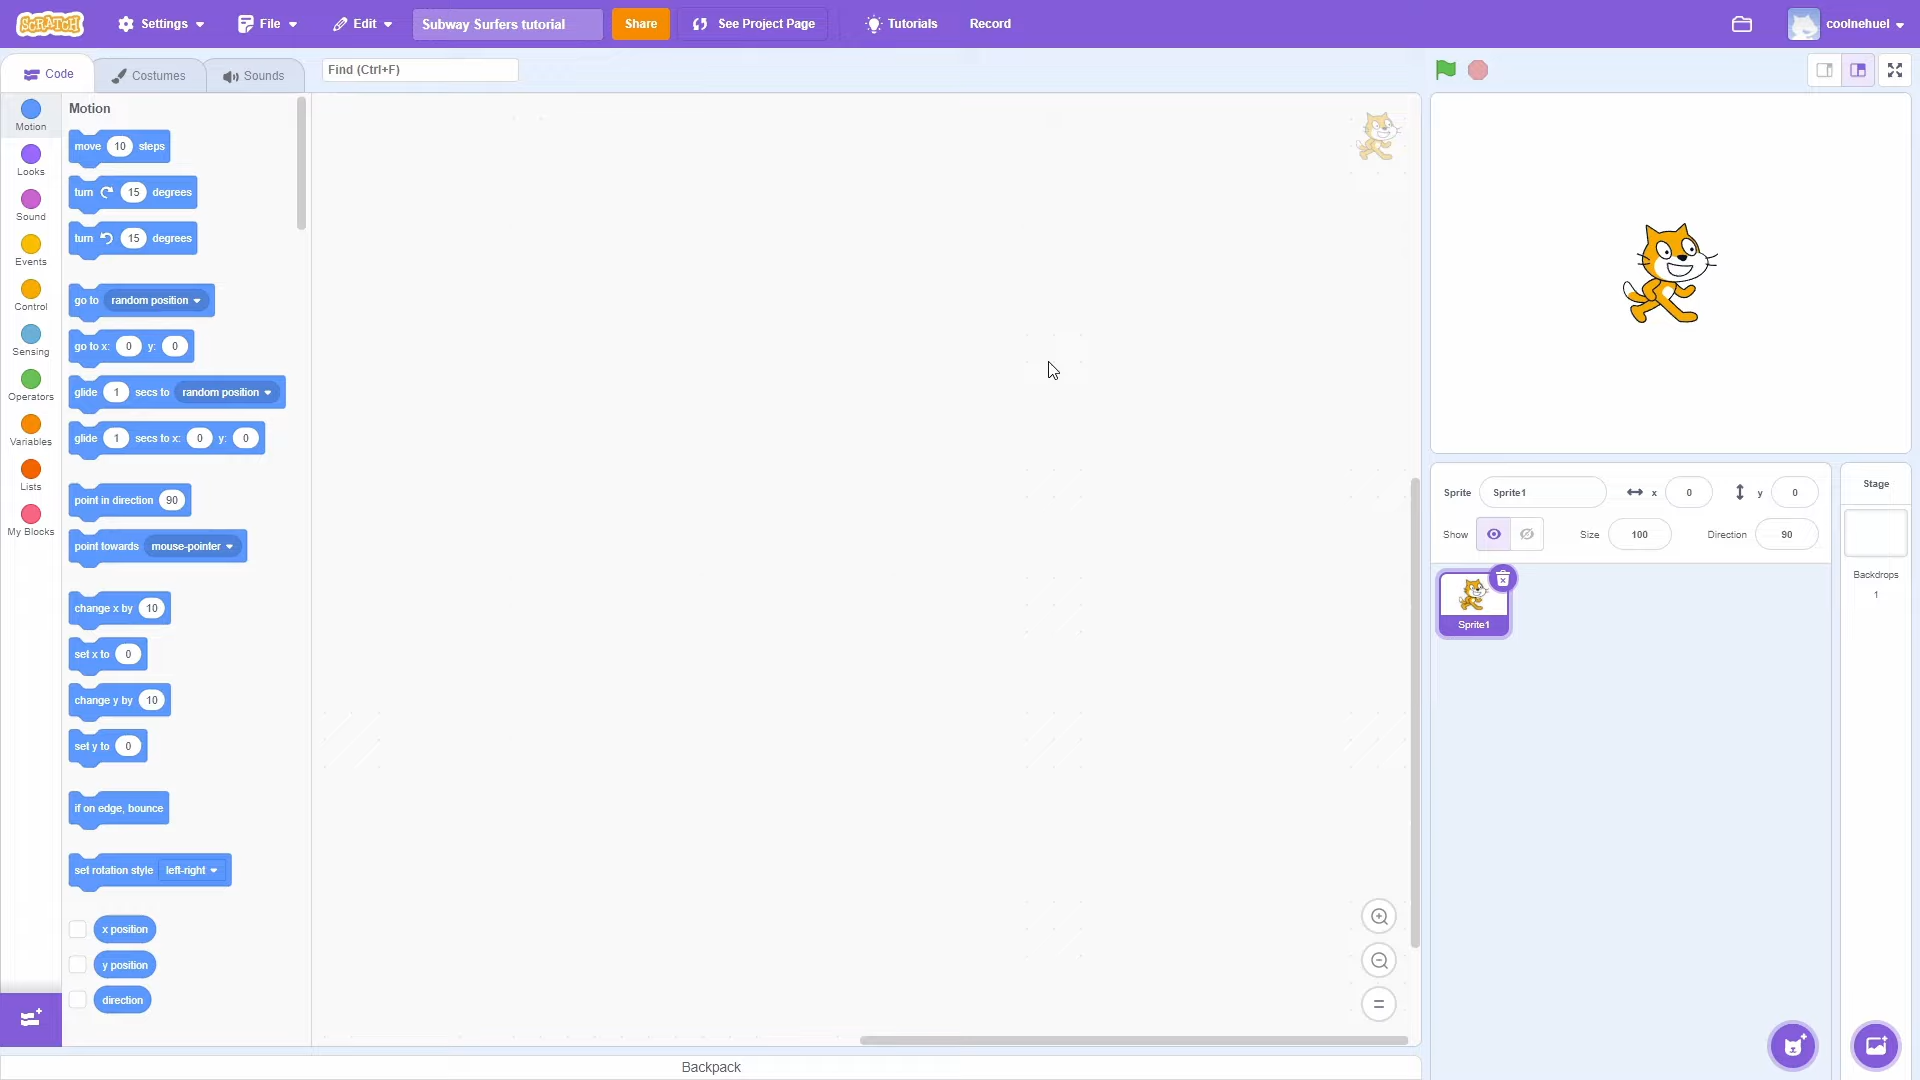 SCRATCH
Settings
File
Edit
Subway Surfers tutorial
Share
See Project Page
Tutorials
Record
coolnehuel
Code
Costumes
Sounds
Find (Ctrl+F)
Motion
Looks
Sound
Events
Control
Sensing
Operators
Variables
Lists
My Blocks
Motion
move 10 steps
turn 15 degrees
turn 15 degrees
go to random position
go to x: 0 y: 0
glide 1 secs to random position
glide 1 secs to x: 0 y: 0
point in direction 90
point towards mouse-pointer
change x by 10
set x to 0
change y by 10
set y to 0
if on edge, bounce
set rotation style left-right
x position
y position
direction
=
Backpack
Sprite Sprite1 x 0 y 0
Show Size 100 Direction 90
Sprite1
Stage
Backdrops
1